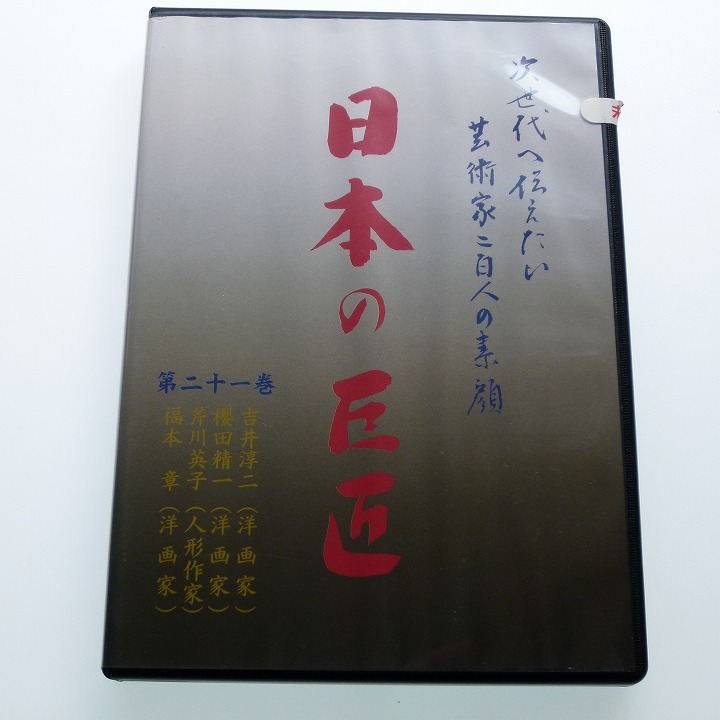 次世代へ伝えたい
芸術家二百人の素顔
日本の巨匠
第二十一巻
吉井淳二（洋画家）
櫻田精一（洋画家）
芹川英子（人形作家）
福本章（洋画家）